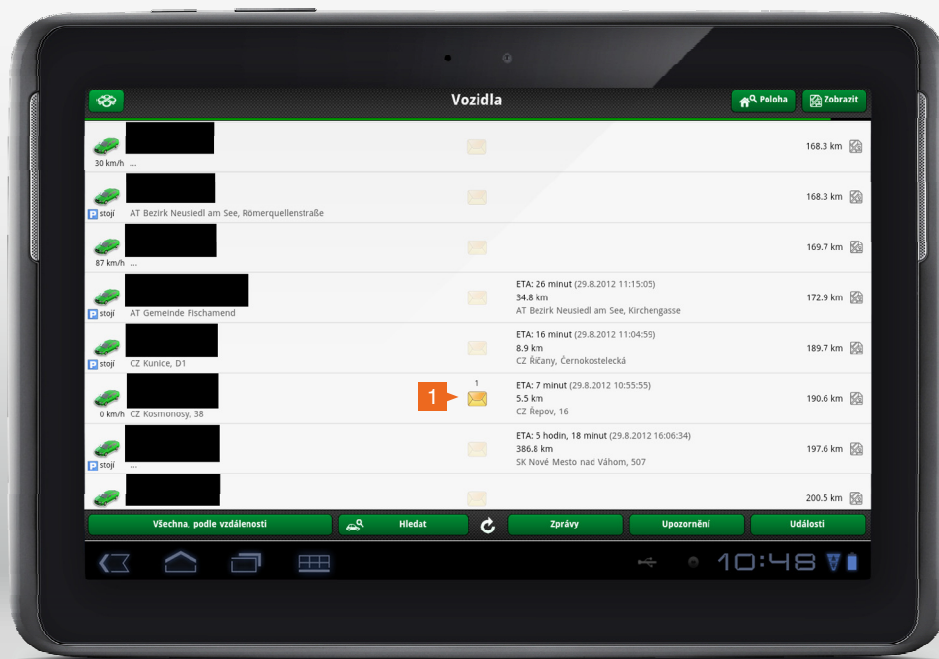 Vozidla
Poloha
Zobrazit
30 km/h ...
168.3 km
P stojí AT Bezirk Neusiedl am See, Römerquellenstraße
168.3 km
87 km/h ...
169.7 km
P stojí AT Gemeinde Fischamend
ETA: 26 minut (29.8.2012 11:15:05)
34.8 km
AT Bezirk Neusiedl am See, Kirchengasse
172.9 km
P stojí CZ Kunice, D1
ETA: 16 minut (29.8.2012 11:04:59)
8.9 km
CZ Říčany, Černokostelecká
189.7 km
0 km/h CZ Kosmonosy, 38
1
1
ETA: 7 minut (29.8.2012 10:55:55)
5.5 km
CZ Řepov, 16
190.6 km
P stojí ...
ETA: 5 hodin, 18 minut (29.8.2012 16:06:34)
386.8 km
SK Nové Mesto nad Váhom, 507
197.6 km
200.5 km
Všechna, podle vzdálenosti
Hledat
Zprávy
Upozornění
Události
10:48